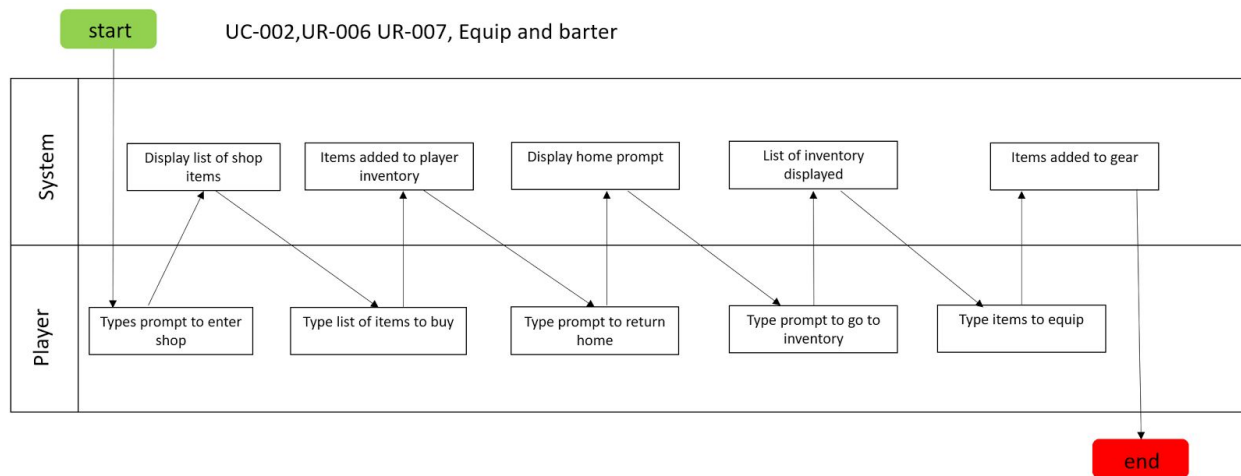 start
UC-002,UR-006 UR-007, Equip and barter
System
Display list of shop
items
Items added to player
inventory
Display home prompt
List of inventory
displayed
Items added to gear
Player
Types prompt to enter
shop
Type list of items to buy
Type prompt to return
home
Type prompt to go to
inventory
Type items to equip
end